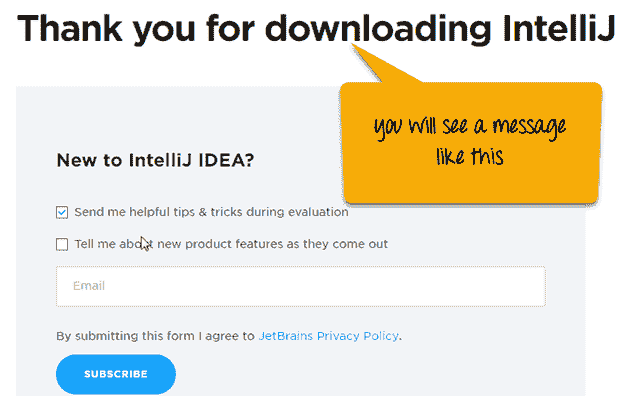 Thank you for downloading IntelliJ
you will see a message
like this
New to IntelliJ IDEA?
Send me helpful tips & tricks during evaluation
Tell me about new product features as they come out
Email
By submitting this form I agree to JetBrains Privacy Policy.
SUBSCRIBE